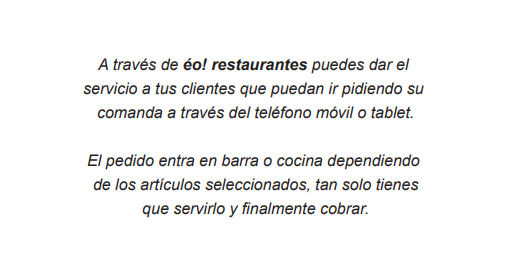 A través de éo! restaurantes puedes dar el
servicio a tus clientes que puedan ir pidiendo su
comanda a través del teléfono móvil o tablet.
El pedido entra en barra o cocina dependiendo
de los artículos seleccionados, tan solo tienes
que servirlo y finalmente cobrar.